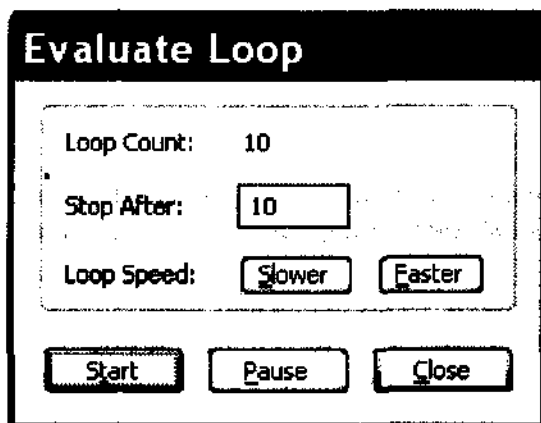 Evaluate Loop
Loop Count: 10
Stop After: 10
Loop Speed: Slower Faster
Start Pause Close